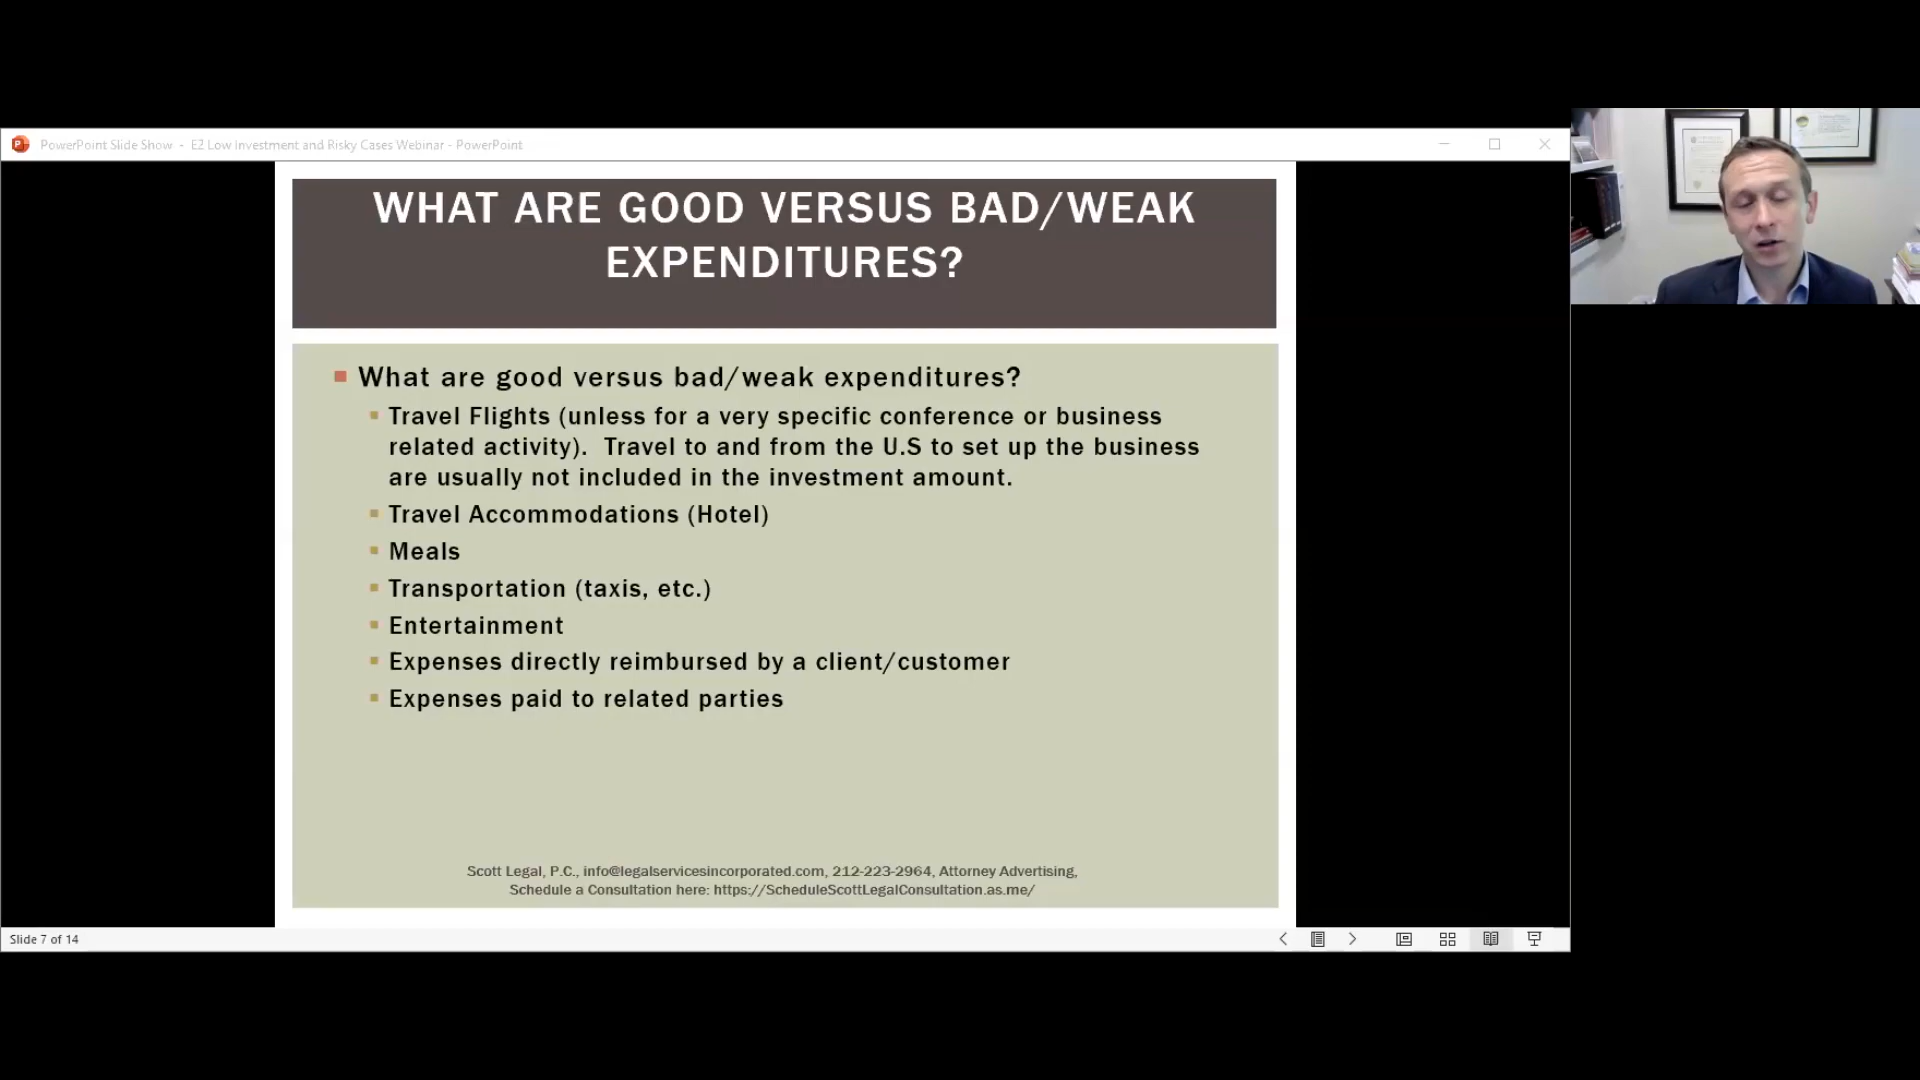 PowerPoint Slide Show - E2 Low investment and Risky Cases Webinar - PowerPoint
WHAT ARE GOOD VERSUS BAD/WEAK
EXPENDITURES?
What are good versus bad/weak expenditures?
Travel Flights (unless for a very specific conference or business
related activity). Travel to and from the U.S to set up the business
are usually not included in the investment amount.
Travel Accommodations (Hotel)
Meals
Transportation (taxis, etc.)
Entertainment
Expenses directly reimbursed by a client/customer
Expenses paid to related parties
Scott Legal, P.C., info@legalservicesincorporated.com, 212-223-2964, Attorney Advertising,
Schedule a Consultation here: https://ScheduleScottLegalConsultation.as.me/
Slide 7 of 14